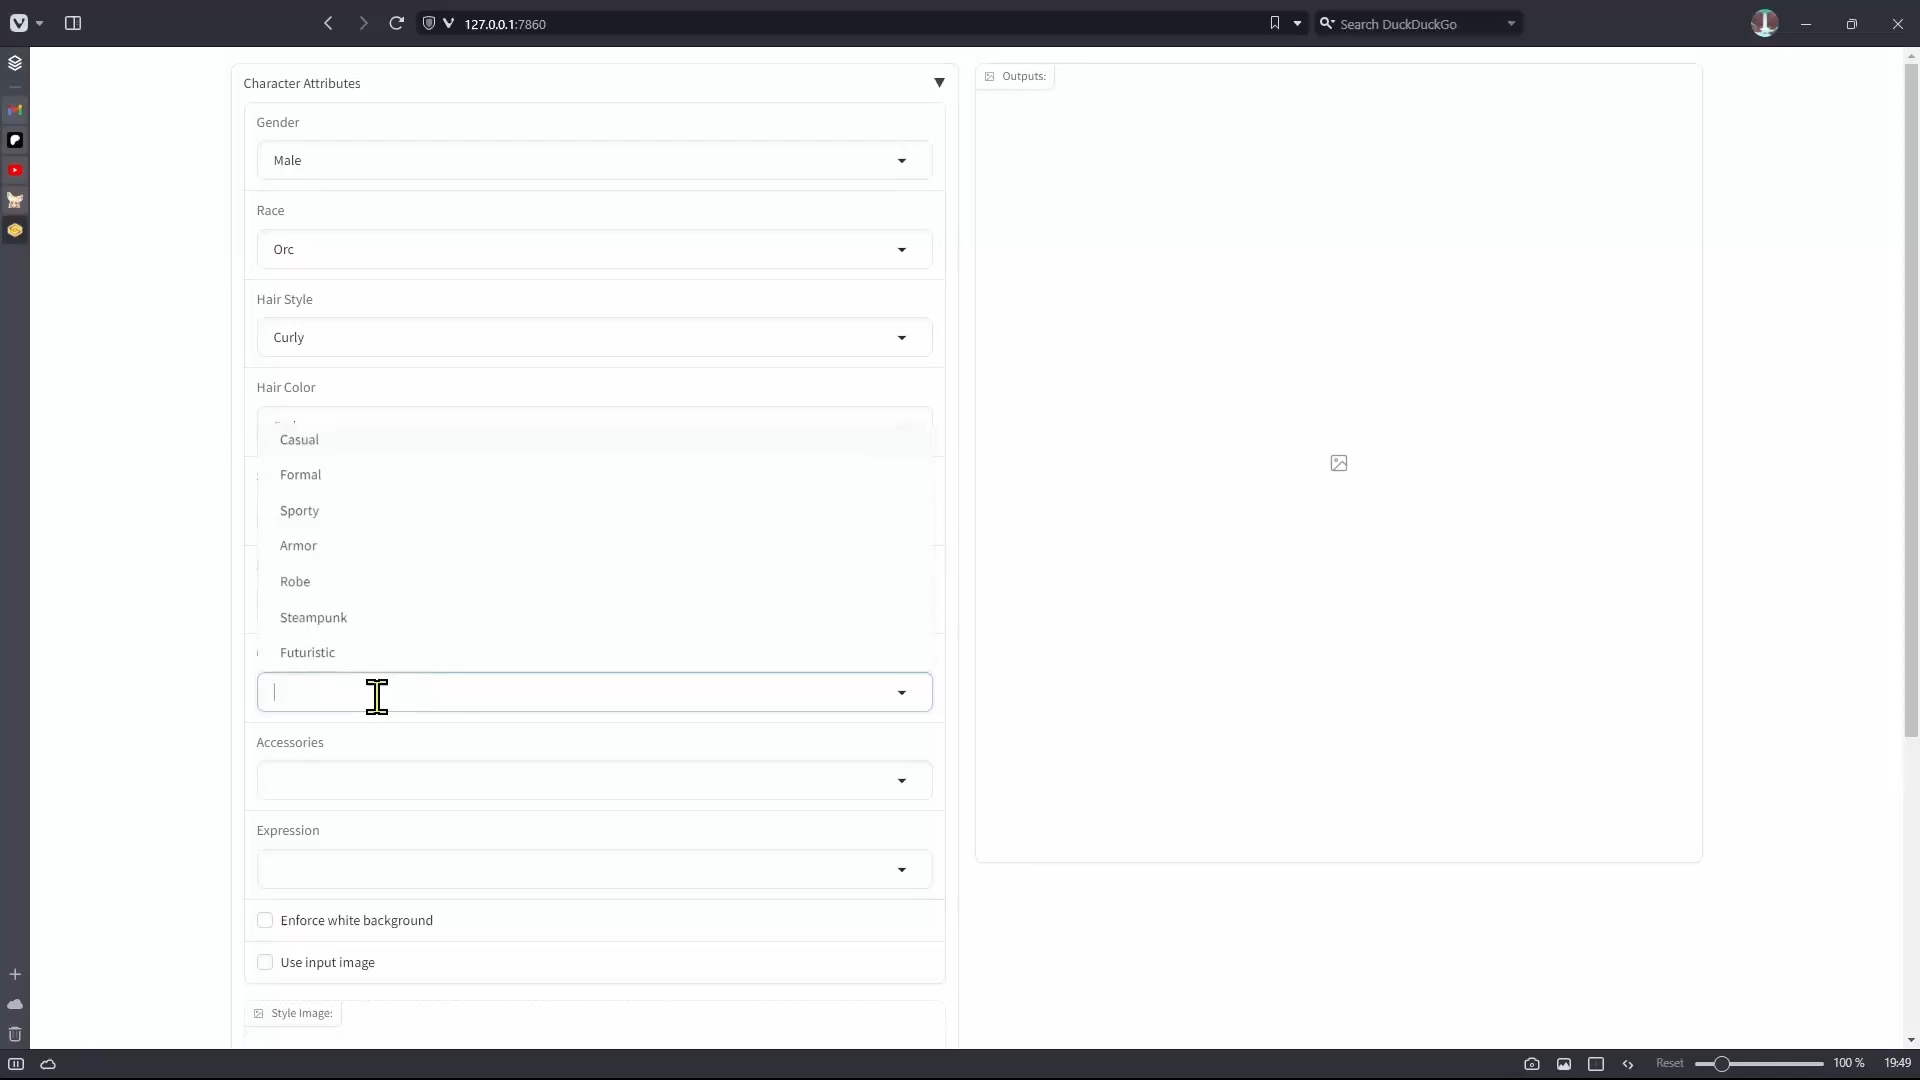 127.0.0.1:7860
Search DuckDuckGo
Character Attributes
Outputs:
Gender
Male
Race
Orc
Hair Style
Curly
Hair Color
Casual
Formal
Sporty
Armor
Robe
Steampunk
Futuristic
Accessories
Expression
Enforce white background
Use input image
Style Image:
Reset
100 %
19:49